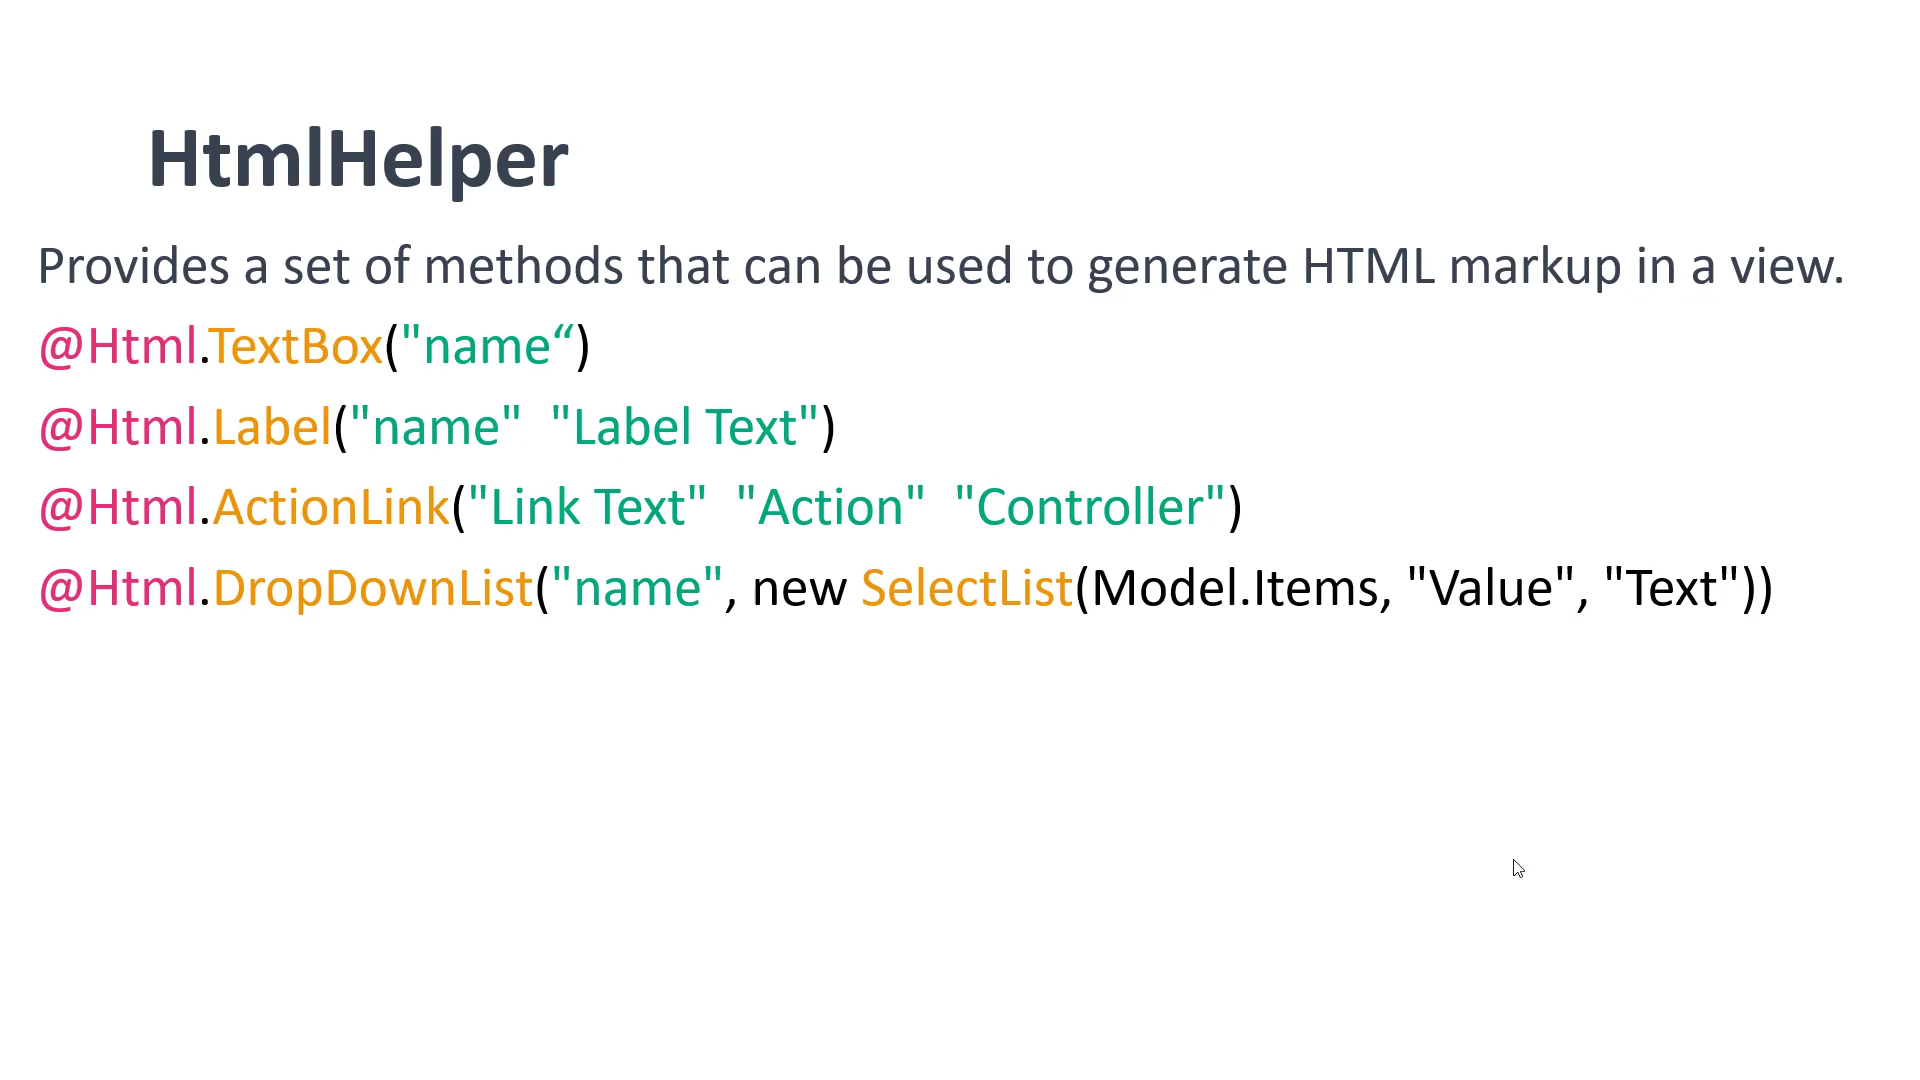 HtmlHelper
Provides a set of methods that can be used to generate HTML markup in a view.
@Html.TextBox("name“)
@Html.Label("name"  "Label Text")
@Html.ActionLink("Link Text"  "Action"  "Controller")
@Html.DropDownList("name", new SelectList(Model.Items, "Value", "Text"))